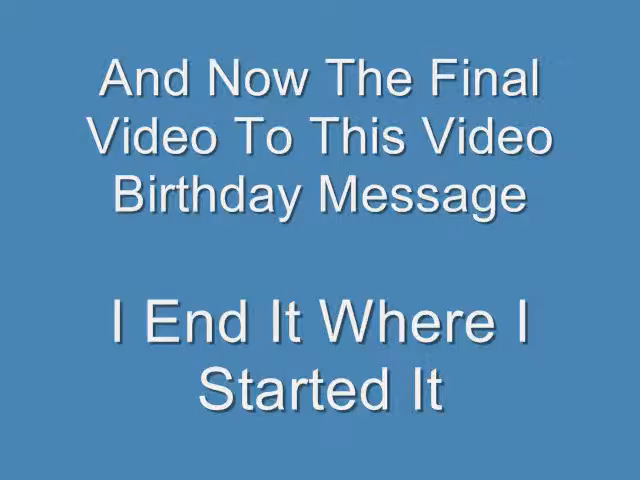 And Now The Final
Video To This Video
Birthday Message
I End It Where I
Started It